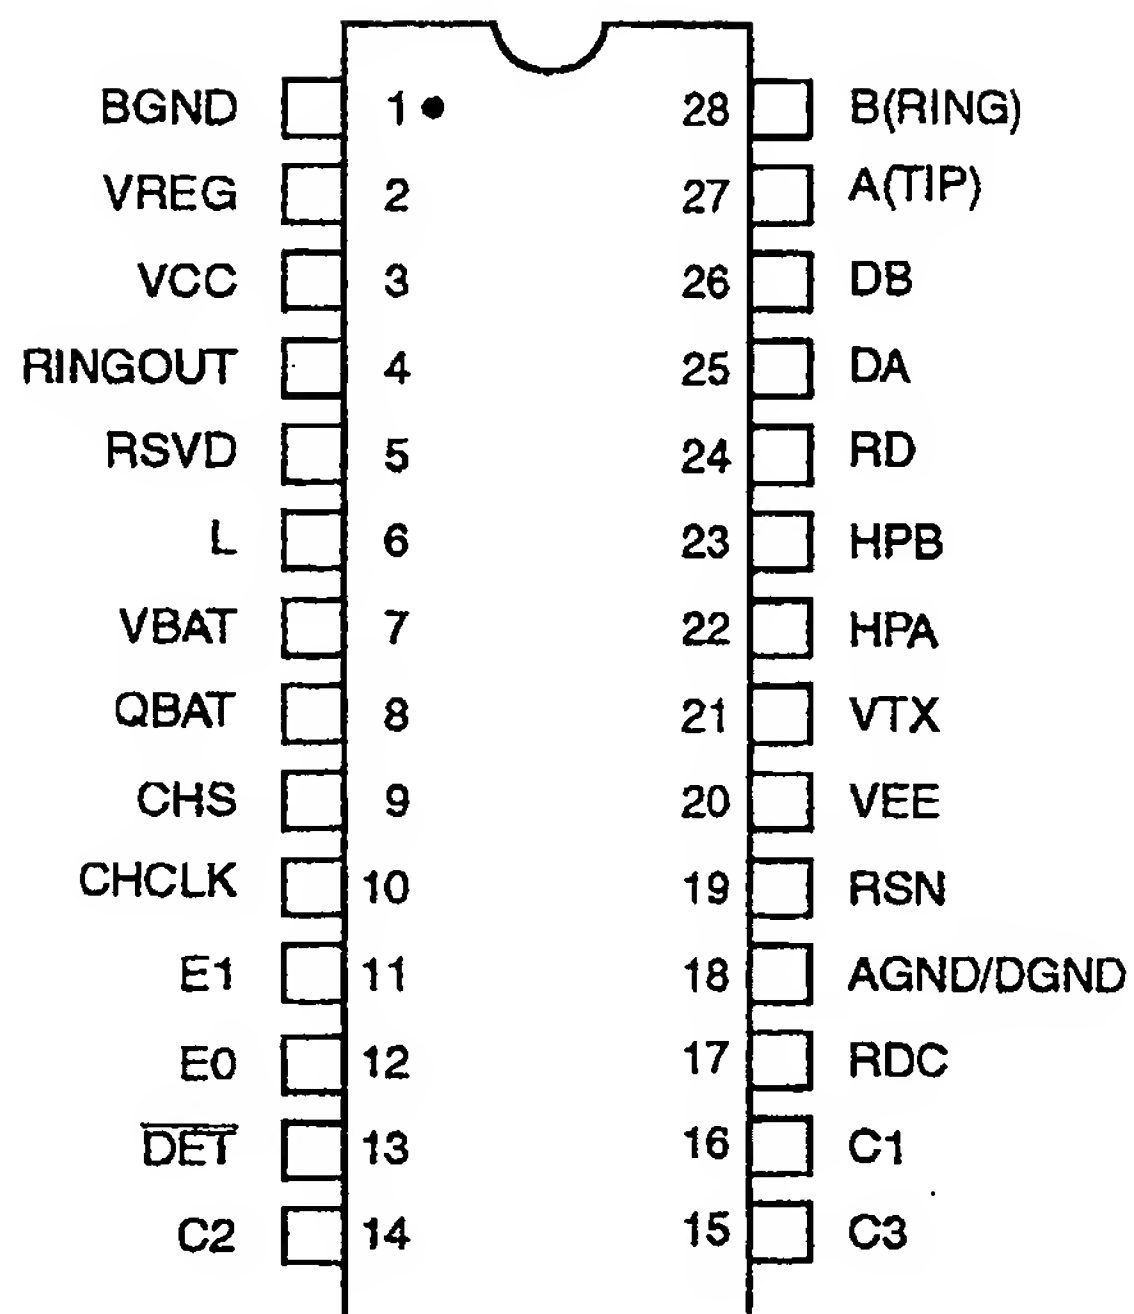 BGND 1 28 B(RING)
VREG 2 27 A(TIP)
VCC 3 26 DB
RINGOUT 4 25 DA
RSVD 5 24 RD
L 6 23 HPB
VBAT 7 22 HPA
QBAT 8 21 VTX
CHS 9 20 VEE
CHCLK 10 19 RSN
E1 11 18 AGND/DGND
E0 12 17 RDC
D̅E̅T̅ 13 16 C1
C2 14 15 C3